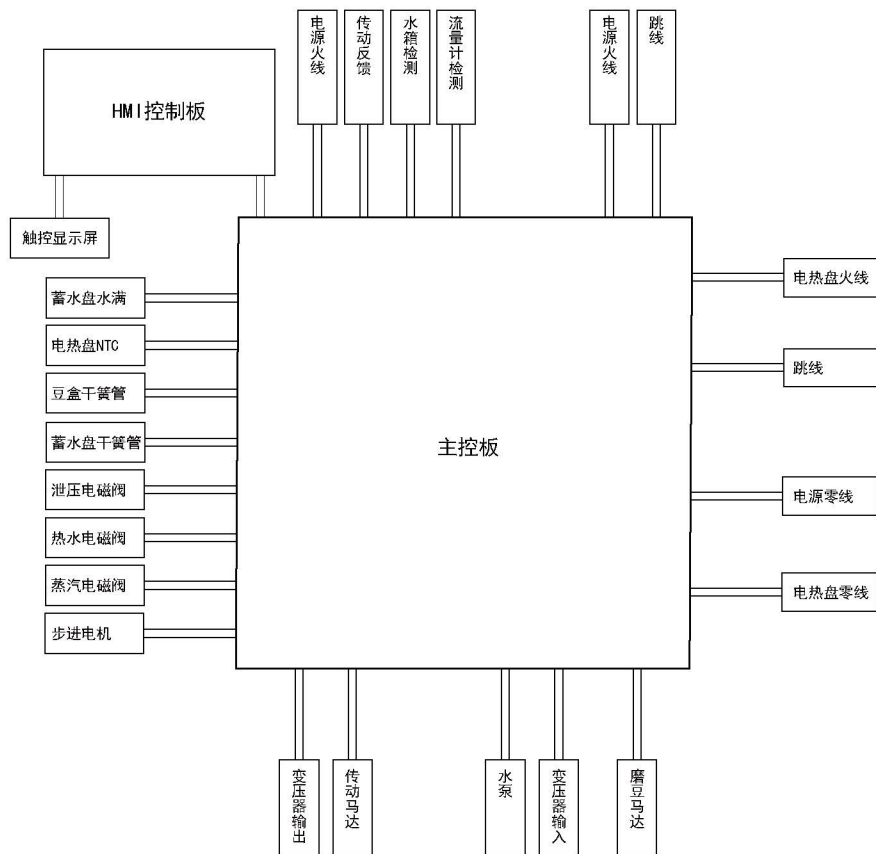 电源火线
传动反馈
水箱检测
流量计检测
电源火线
跳线
HMI控制板
触控显示屏
蓄水盘水满
电热盘NTC
豆盒干簧管
蓄水盘干簧管
泄压电磁阀
热水电磁阀
蒸汽电磁阀
步进电机
主控板
电热盘火线
跳线
电源零线
电热盘零线
变压器输出
传动马达
水泵
变压器输入
磨豆马达